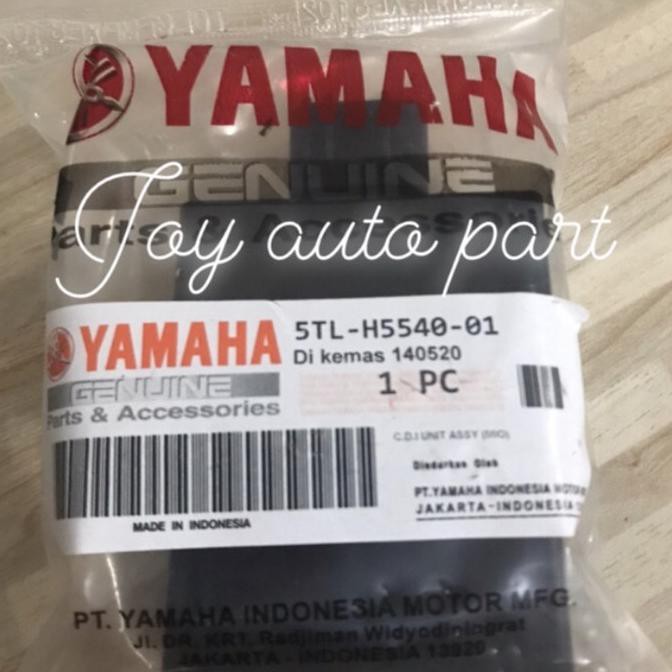 YAMAHA
GENUINE
Parts & Accessories
Joy auto part
YAMAHA
GENUINE
Parts & Accessories
5TL-H5540-01
Di kemas 140520
1 PC
C.D.I UNIT ASSY
Diedarkan Oleh
PT.YAMAHA INDONESIA MOTOR
JAKARTA-INDONESIA
MADE IN INDONESIA
PT. YAMAHA INDONESIA MOTOR MFG.
Jl. DR. KRT. Radjiman Widyodiningrat
JAKARTA - INDONESIA 13920